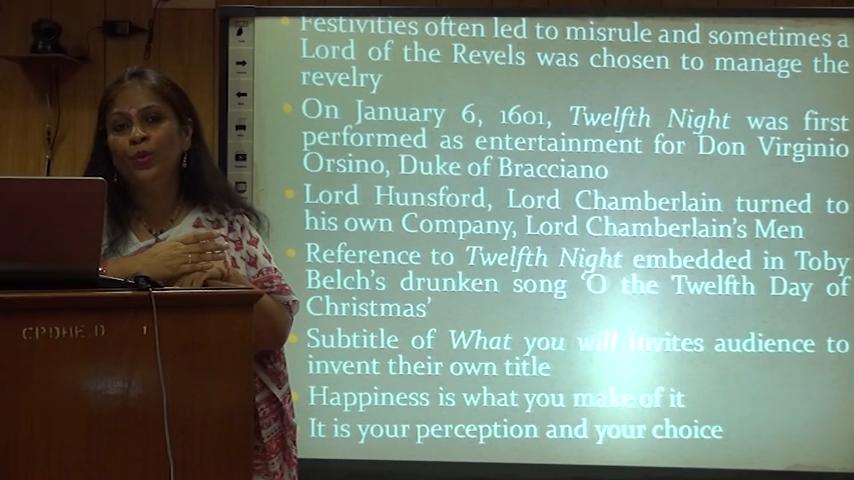 Festivities often led to misrule and sometimes a
Lord of the Revels was chosen to manage the
revelry
On January 6, 1601, Twelfth Night was first
performed as entertainment for Don Virginio
Orsino, Duke of Bracciano
Lord Hunsford, Lord Chamberlain turned to
his own Company, Lord Chamberlain's Men
Reference to Twelfth Night embedded in Toby
Belch's drunken song 'O the Twelfth Day of
Christmas'
Subtitle of What you will invites audience to
invent their own title
Happiness is what you make of it
It is your perception and your choice
CPDHE.D 1